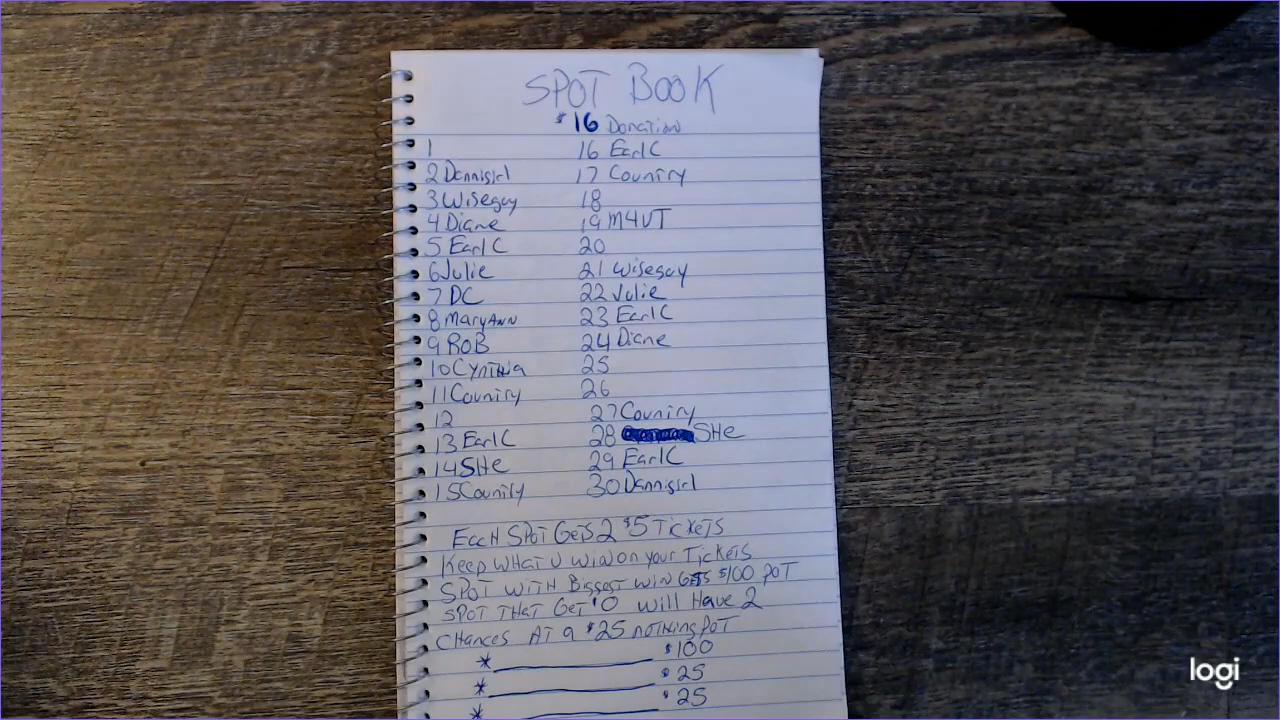 SPOT BOOK
$16 Donation
1 16 EarlC
2 Dannigirl 17 Country
3 Wiseguy 18
4 Diane 19 M4UT
5 EarlC 20
6 Julie 21 Wiseguy
7 DC 22 Julie
8 MaryAnn 23 EarlC
9 ROB 24 Diane
10 Cynthia 25
11 Country 26
12 27 Country
13 EarlC 28 SHe
14 SHe 29 EarlC
15 Country 30 Dannigirl
Each SPOT Gets 2 $5 Tickets
Keep WHAT U WIN on your Tickets
SPOT WITH Biggest WIN GETS $100 POT
SPOT THAT Get $0 will Have 2
CHANCES AT a $25 nothing POT
* $100
* $25
* $25
logi